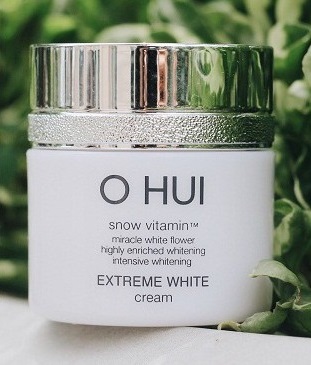 O HUI
snow vitamin™
miracle white flower
highly enriched whitening
intensive whitening
EXTREME WHITE
cream